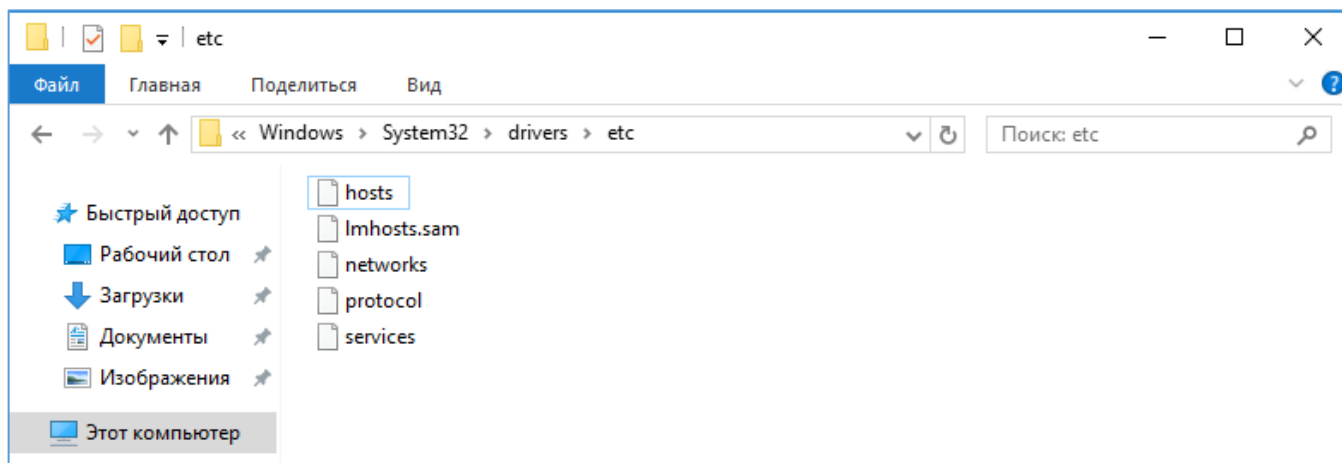 etc
Файл Главная Поделиться Вид
« Windows > System32 > drivers > etc Поиск: etc
Быстрый доступ
Рабочий стол
Загрузки
Документы
Изображения
Этот компьютер
hosts
lmhosts.sam
networks
protocol
services